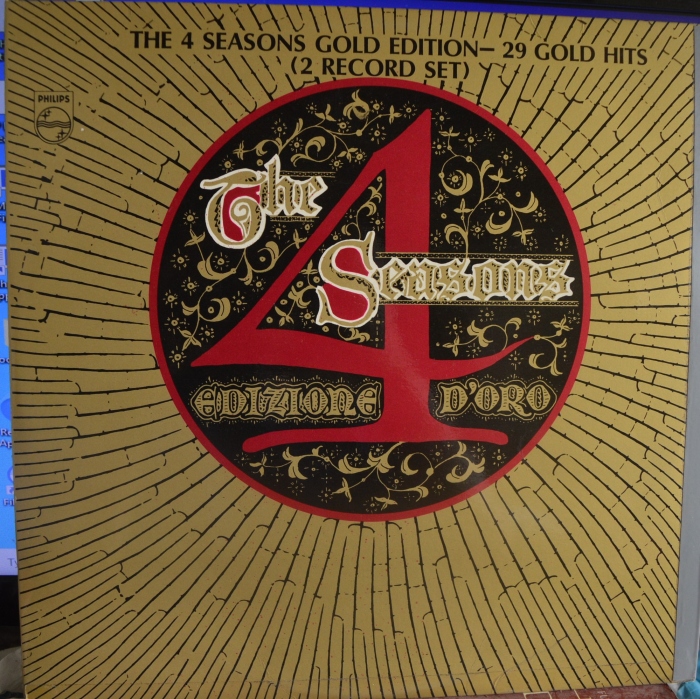 THE 4 SEASONS GOLD EDITION— 29 GOLD HITS
(2 RECORD SET)
PHILIPS
The
4
Seasons
EDIZIONE D'ORO